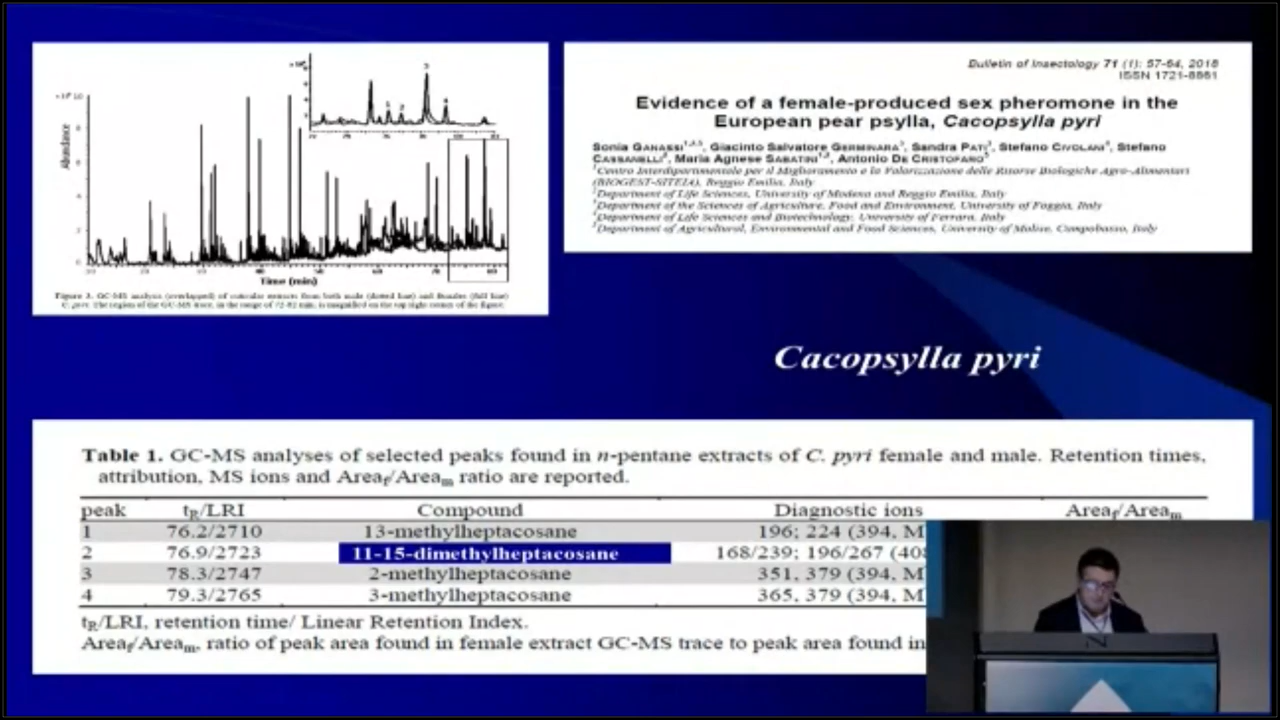 Abundance
Time (min)
Figure 3. GC-MS analysis (overlapped) of cuticular extracts from both male (dotted line) and females (full line)
C. pyri. The region of the GC-MS trace, in the range of 72-82 min, is magnified on the top right corner of the figure.
Bulletin of Insectology 71 (1): 57-64, 2018
ISSN 1721-8861
Evidence of a female-produced sex pheromone in the
European pear psylla, Cacopsylla pyri
Sonia GANASSI, Giacinto Salvatore GERMINARA, Sandra PATI, Stefano CIVOLANI, Stefano
CASSANELLI, Maria Agnese SABATINI, Antonio DE CRISTOFARO
Centro Interdipartimentale per il Miglioramento e la Valorizzazione delle Risorse Biologiche Agro-Alimentari
(BIOGEST-SITEIA), Reggio Emilia, Italy
Department of Life Sciences, University of Modena and Reggio Emilia, Italy
Department of the Sciences of Agriculture, Food and Environment, University of Foggia, Italy
Department of Life Sciences and Biotechnology, University of Ferrara, Italy
Department of Agricultural, Environmental and Food Sciences, University of Molise, Campobasso, Italy
Cacopsylla pyri
Table 1. GC-MS analyses of selected peaks found in n-pentane extracts of C. pyri female and male. Retention times,
attribution, MS ions and Areaf/Aream ratio are reported.
peak tR/LRI Compound Diagnostic ions Areaf/Aream
1 76.2/2710 13-methylheptacosane 196; 224 (394, M
2 76.9/2723 11-15-dimethylheptacosane 168/239; 196/267 (408
3 78.3/2747 2-methylheptacosane 351, 379 (394, M
4 79.3/2765 3-methylheptacosane 365, 379 (394, M
tR/LRI, retention time/ Linear Retention Index.
Areaf/Aream, ratio of peak area found in female extract GC-MS trace to peak area found in
N